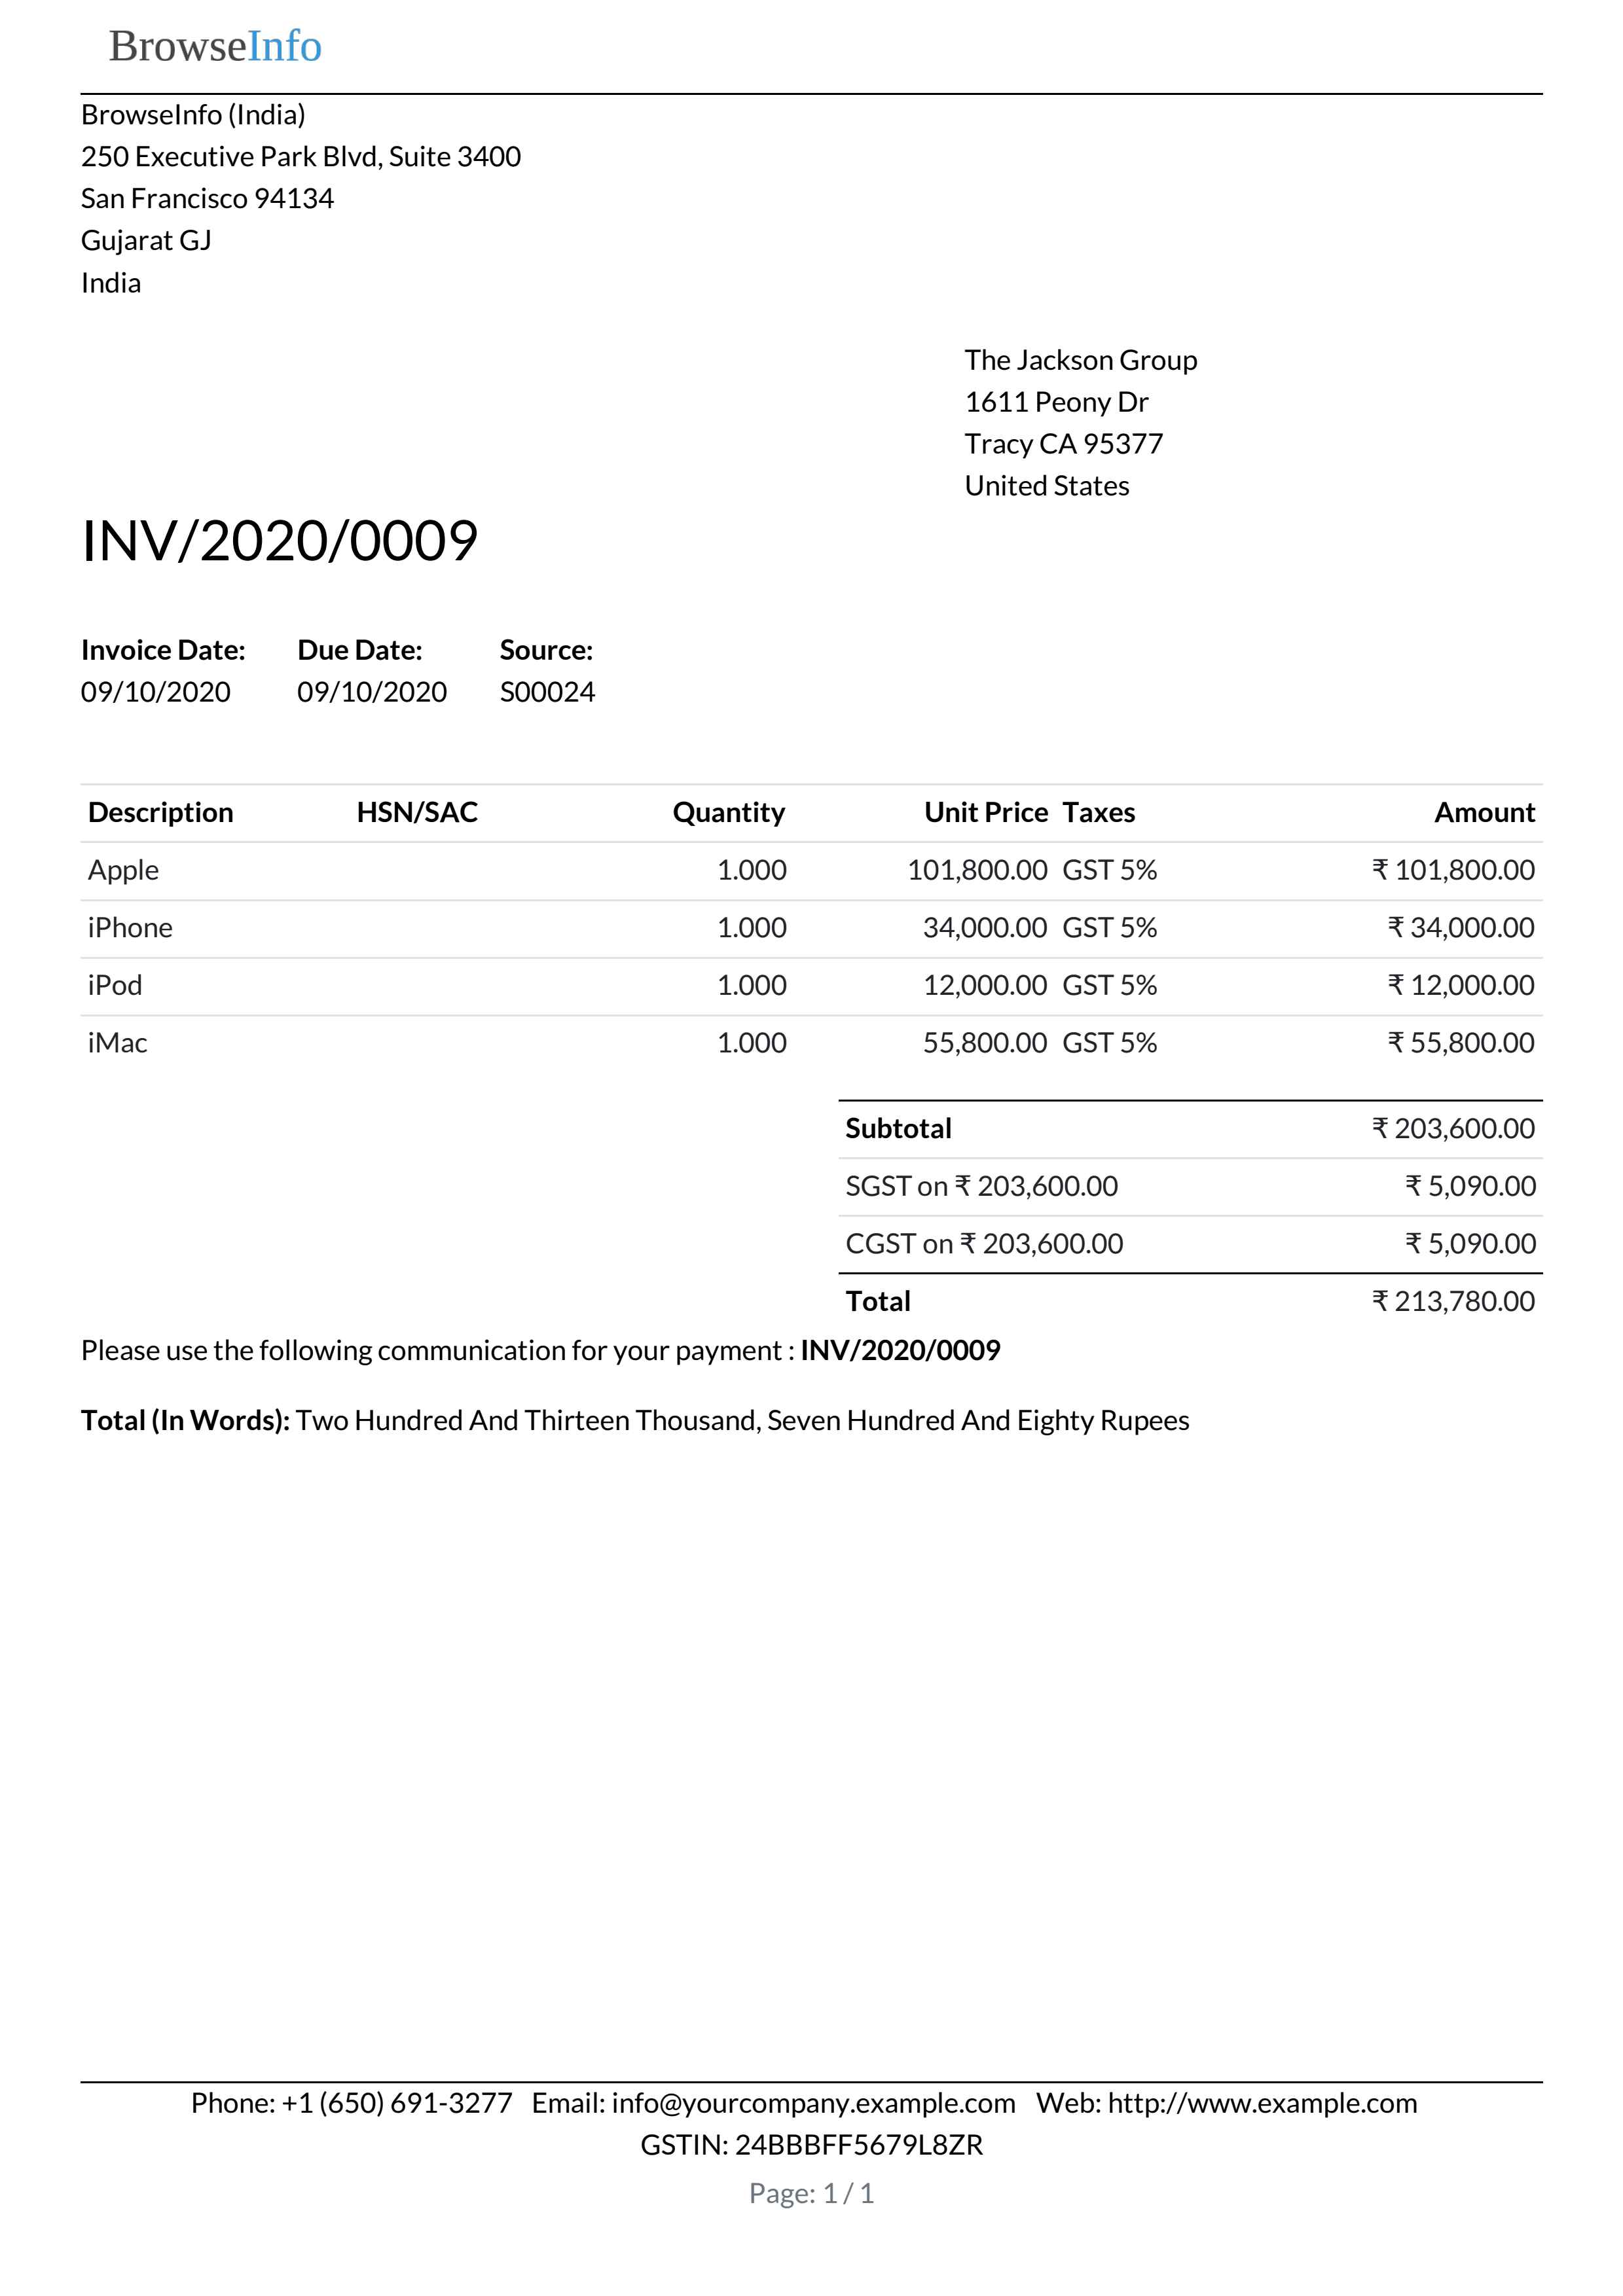 BrowseInfo
BrowseInfo (India)
250 Executive Park Blvd, Suite 3400
San Francisco 94134
Gujarat GJ
India
The Jackson Group
1611 Peony Dr
Tracy CA 95377
United States
INV/2020/0009
Invoice Date: Due Date: Source:
09/10/2020 09/10/2020 S00024
Description HSN/SAC Quantity Unit Price Taxes Amount
Apple 1.000 101,800.00 GST 5% ₹ 101,800.00
iPhone 1.000 34,000.00 GST 5% ₹ 34,000.00
iPod 1.000 12,000.00 GST 5% ₹ 12,000.00
iMac 1.000 55,800.00 GST 5% ₹ 55,800.00
Subtotal ₹ 203,600.00
SGST on ₹ 203,600.00 ₹ 5,090.00
CGST on ₹ 203,600.00 ₹ 5,090.00
Total ₹ 213,780.00
Please use the following communication for your payment : INV/2020/0009
Total (In Words): Two Hundred And Thirteen Thousand, Seven Hundred And Eighty Rupees
Phone: +1 (650) 691-3277 Email: info@yourcompany.example.com Web: http://www.example.com
GSTIN: 24BBBFF5679L8ZR
Page: 1 / 1